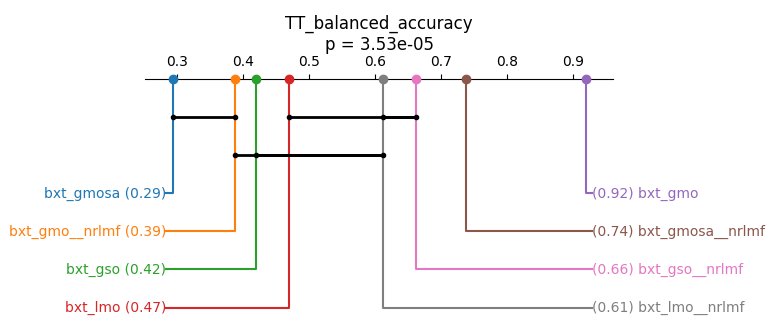 TT_balanced_accuracy
p = 3.53e-05
0.3 0.4 0.5 0.6 0.7 0.8 0.9
bxt_gmosa (0.29) (0.92) bxt_gmo
bxt_gmo__nrlmf (0.39) (0.74) bxt_gmosa__nrlmf
bxt_gso (0.42) (0.66) bxt_gso__nrlmf
bxt_lmo (0.47) (0.61) bxt_lmo__nrlmf